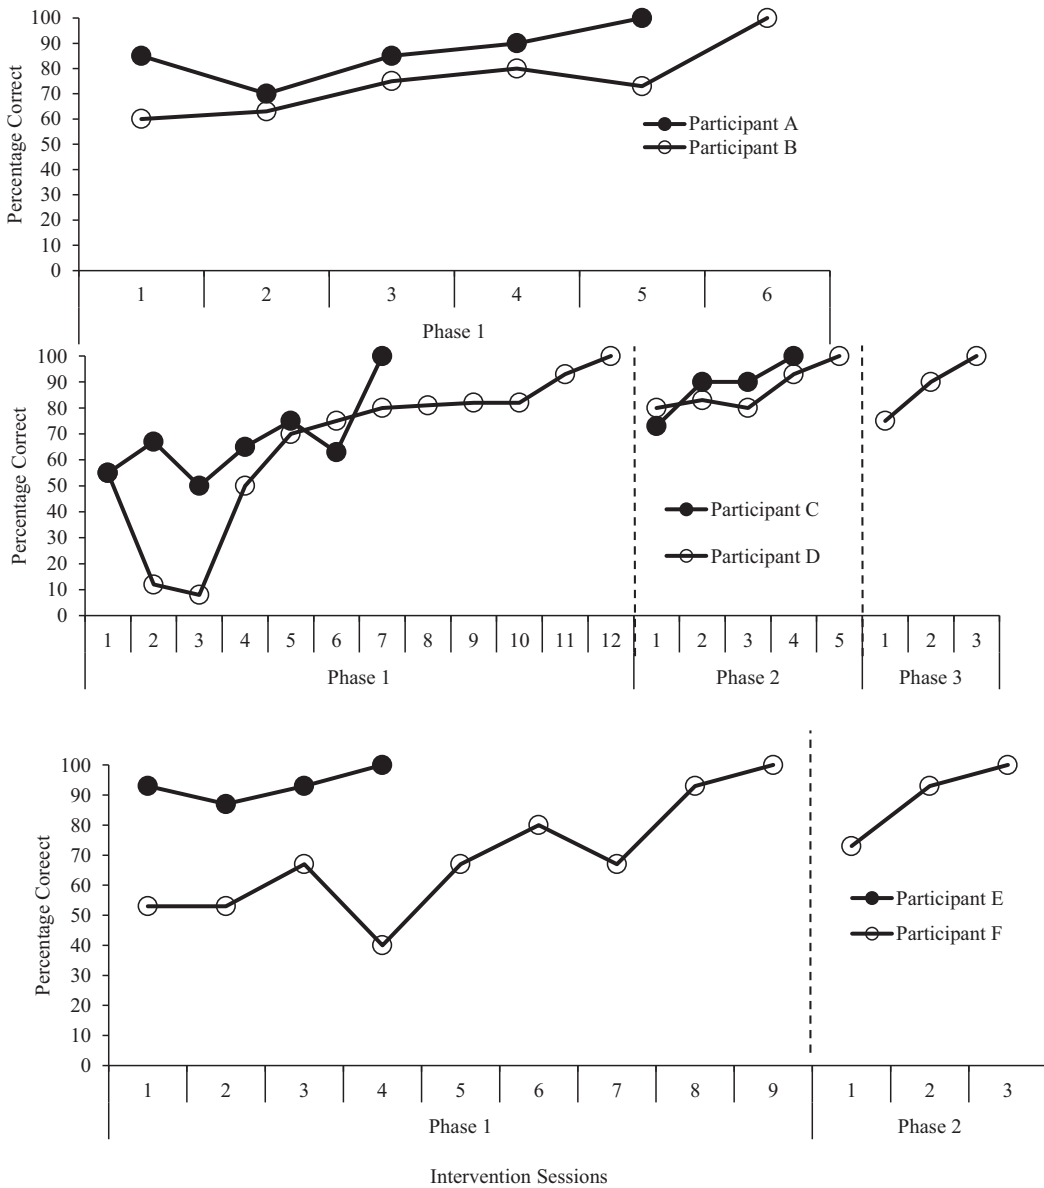 100
90
80
70
60
50
40
30
20
10
0
Percentage Correct
Participant A
Participant B
1 2 3 4 5 6
Phase 1
100
90
80
70
60
50
40
30
20
10
0
Percentage Correct
Participant C
Participant D
1 2 3 4 5 6 7 8 9 10 11 12 1 2 3 4 5 1 2 3
Phase 1 Phase 2 Phase 3
100
90
80
70
60
50
40
30
20
10
0
Percentage Coreect
Participant E
Participant F
1 2 3 4 5 6 7 8 9 1 2 3
Phase 1 Phase 2
Intervention Sessions